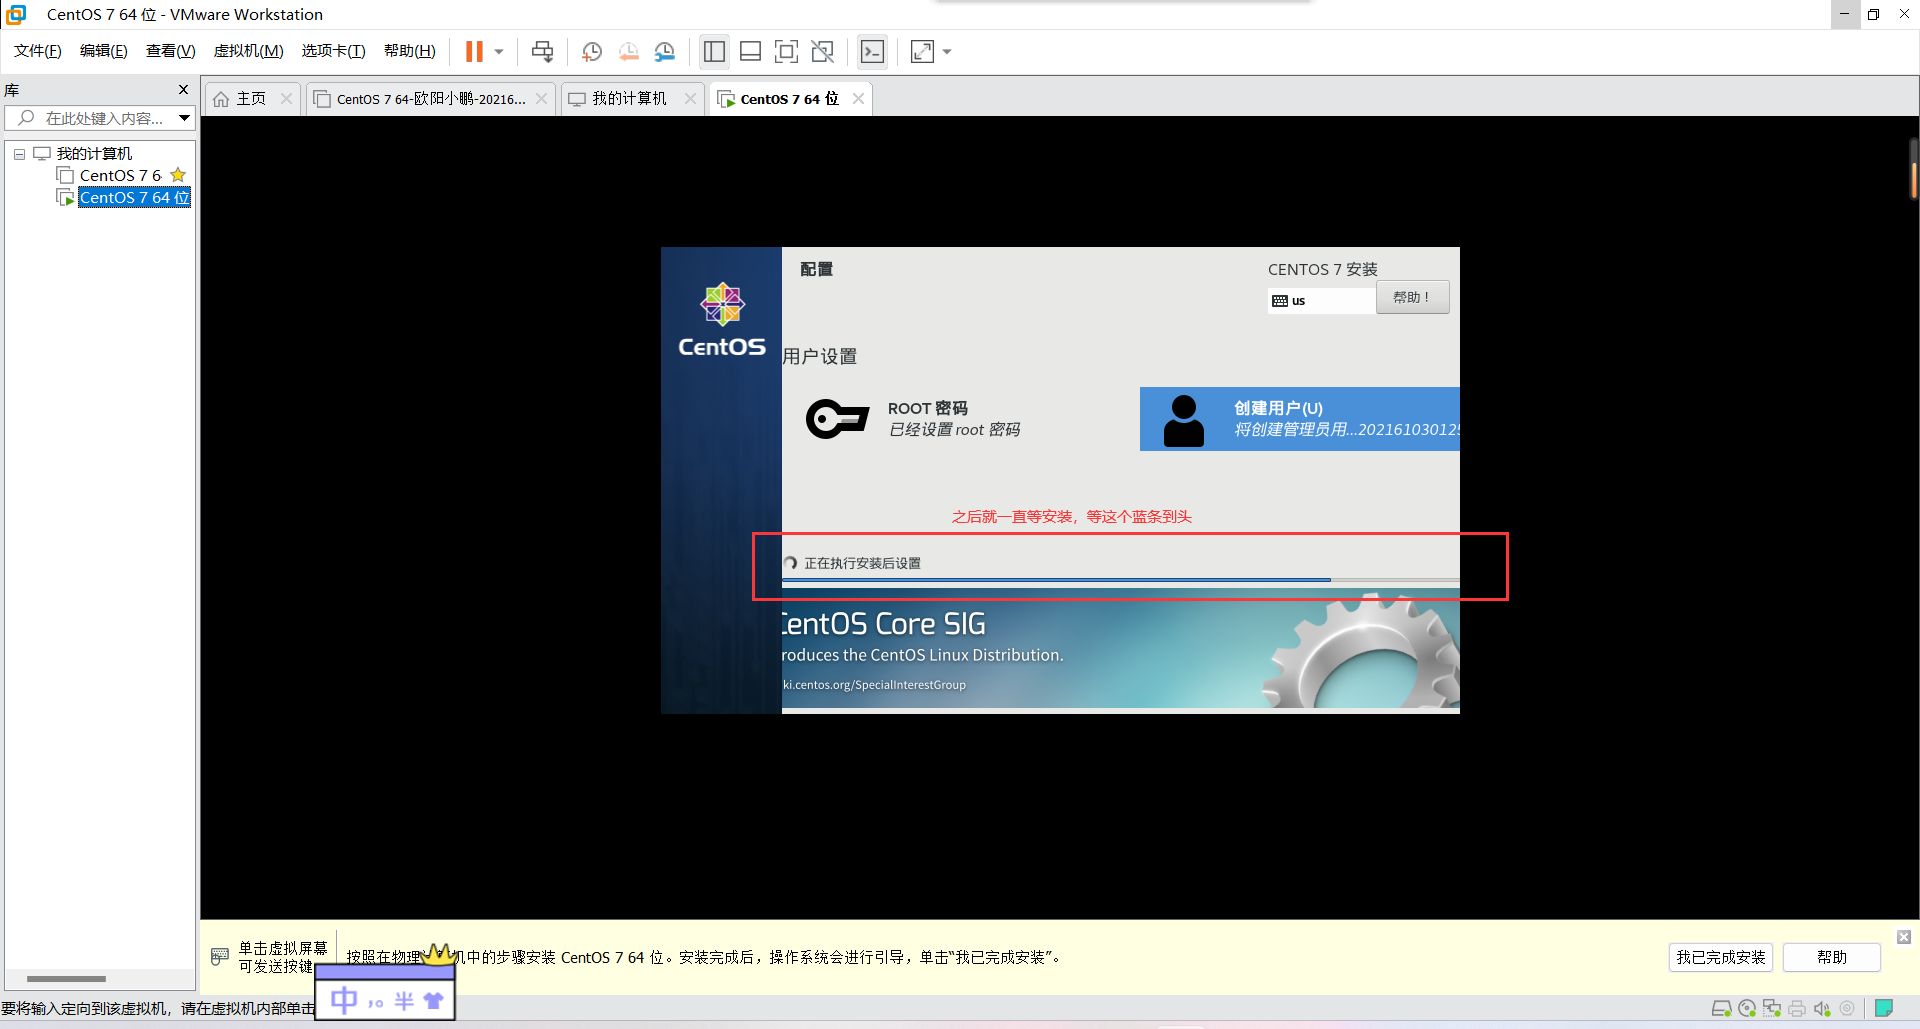 CentOS 7 64 位 - VMware Workstation
文件(F) 编辑(E) 查看(V) 虚拟机(M) 选项卡(T) 帮助(H)
库
在此处键入内容...
我的计算机
CentOS 7 6
CentOS 7 64 位
主页
CentOS 7 64-欧阳小鹏-20216...
我的计算机
CentOS 7 64 位
CentOS
配置
CENTOS 7 安装
us
帮助！
用户设置
ROOT 密码
已经设置 root 密码
创建用户(U)
将创建管理员用...202161030125
之后就一直等安装，等这个蓝条到头
正在执行安装后设置
CentOS Core SIG
roduces the CentOS Linux Distribution.
ki.centos.org/SpecialInterestGroup
单击虚拟屏幕
可发送按键
按照在物理计算机中的步骤安装 CentOS 7 64 位。安装完成后，操作系统会进行引导，单击“我已完成安装”。
我已完成安装
帮助
要将输入定向到该虚拟机，请在虚拟机内部单击
中 ，。 半